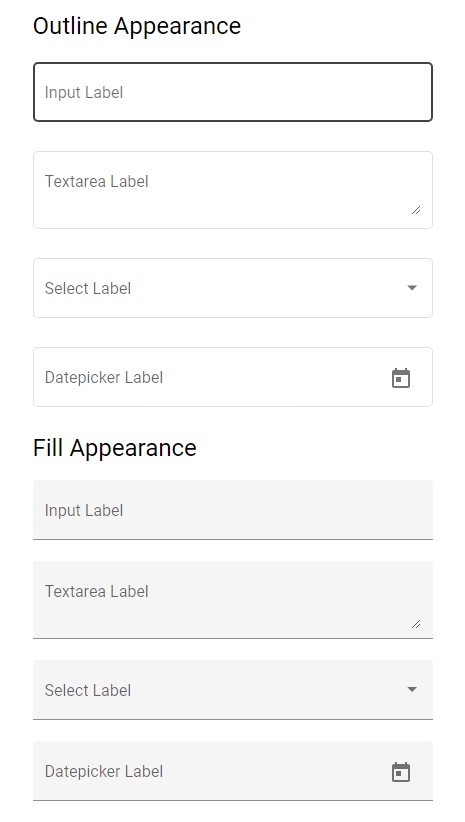 Outline Appearance
Input Label
Textarea Label
Select Label
Datepicker Label
Fill Appearance
Input Label
Textarea Label
Select Label
Datepicker Label